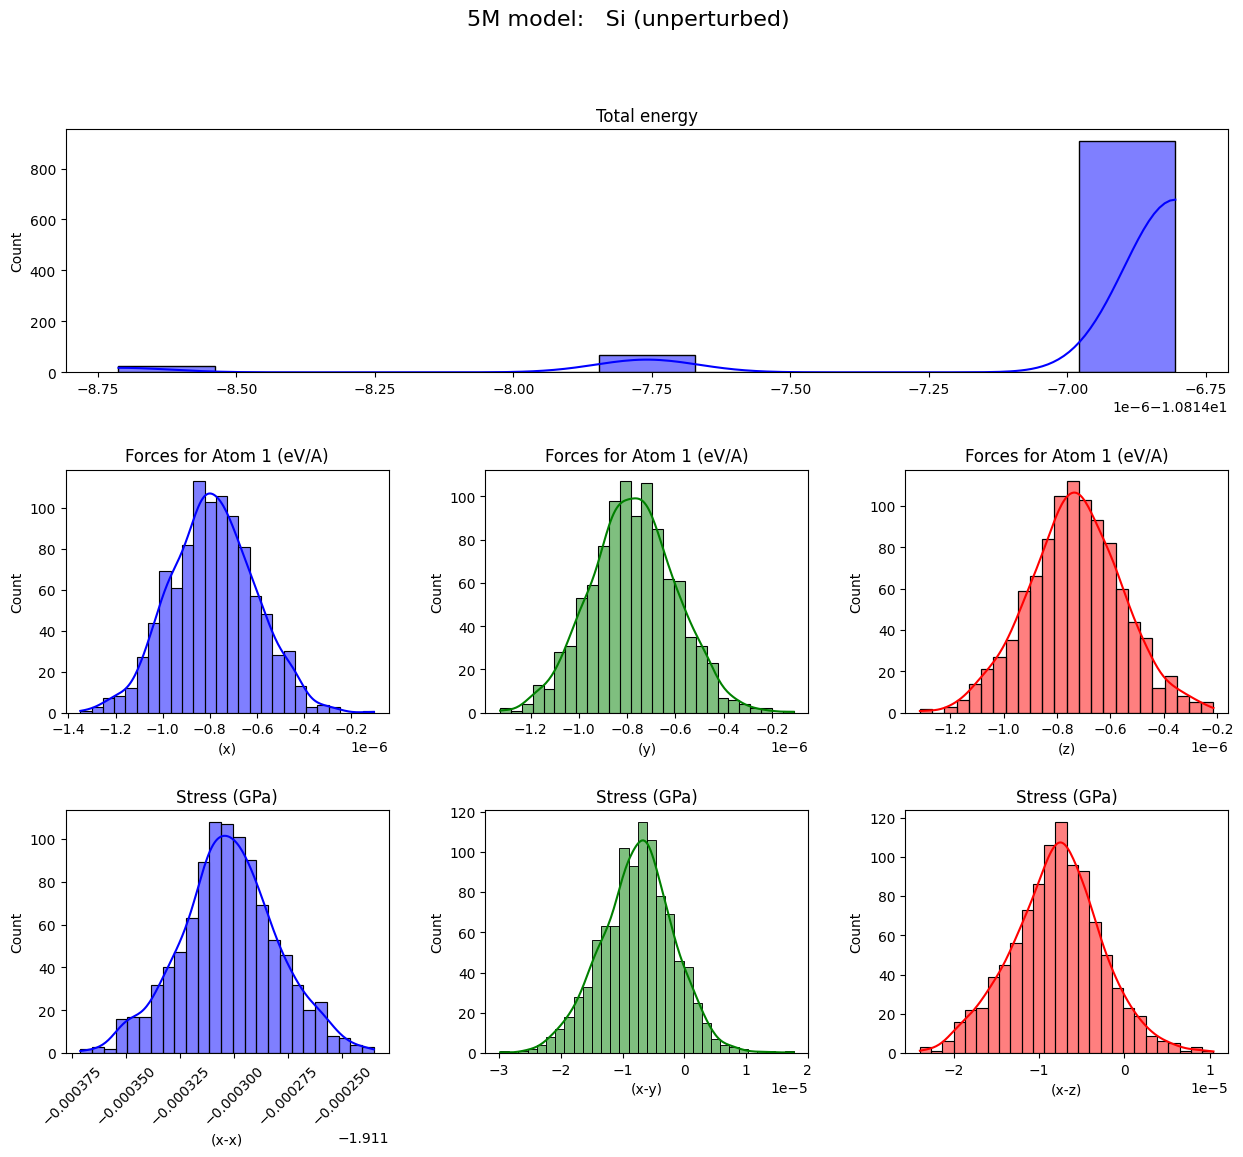 5M model:   Si (unperturbed)
Total energy
Count
800
600
400
200
0
−8.75 −8.50 −8.25 −8.00 −7.75 −7.50 −7.25 −7.00 −6.75
1e−6−1.0814e1
Forces for Atom 1 (eV/A)
Count
100
80
60
40
20
0
−1.4 −1.2 −1.0 −0.8 −0.6 −0.4 −0.2
1e−6
(x)
Forces for Atom 1 (eV/A)
Count
100
80
60
40
20
0
−1.2 −1.0 −0.8 −0.6 −0.4 −0.2
1e−6
(y)
Forces for Atom 1 (eV/A)
Count
100
80
60
40
20
0
−1.2 −1.0 −0.8 −0.6 −0.4 −0.2
1e−6
(z)
Stress (GPa)
Count
100
80
60
40
20
0
−0.000375 −0.000350 −0.000325 −0.000300 −0.000275 −0.000250
−1.911
(x-x)
Stress (GPa)
Count
120
100
80
60
40
20
0
−3 −2 −1 0 1 2
1e−5
(x-y)
Stress (GPa)
Count
120
100
80
60
40
20
0
−2 −1 0 1
1e−5
(x-z)